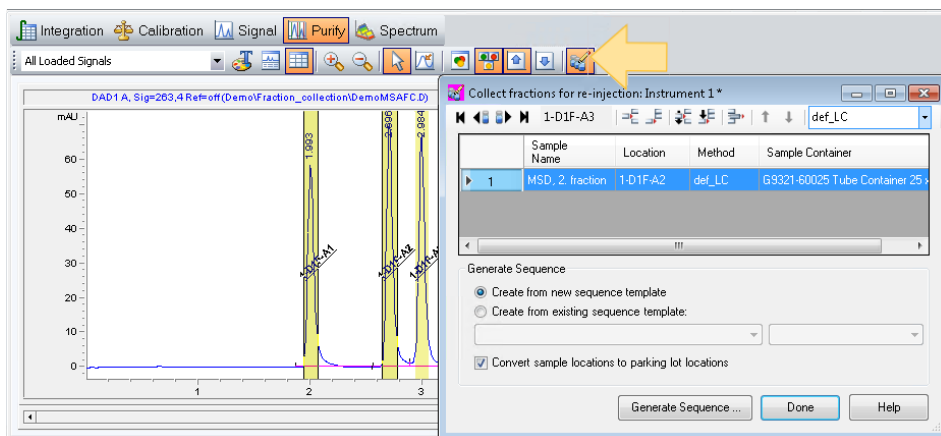 Integration Calibration Signal Purify Spectrum
All Loaded Signals
DAD1 A, Sig=263,4 Ref=off (Demo\Fraction_collection\DemoMSAFC.D)
mAU
60
50
40
30
20
10
0
1.993
2.696
2.984
1-D1F-A1
1-D1F-A2
1 2 3
Collect fractions for re-injection: Instrument 1 *
1-D1F-A3 def_LC
Sample Name Location Method Sample Container
1 MSD, 2. fraction 1-D1F-A2 def_LC G9321-60025 Tube Container 25
Generate Sequence
Create from new sequence template
Create from existing sequence template:
Convert sample locations to parking lot locations
Generate Sequence ... Done Help